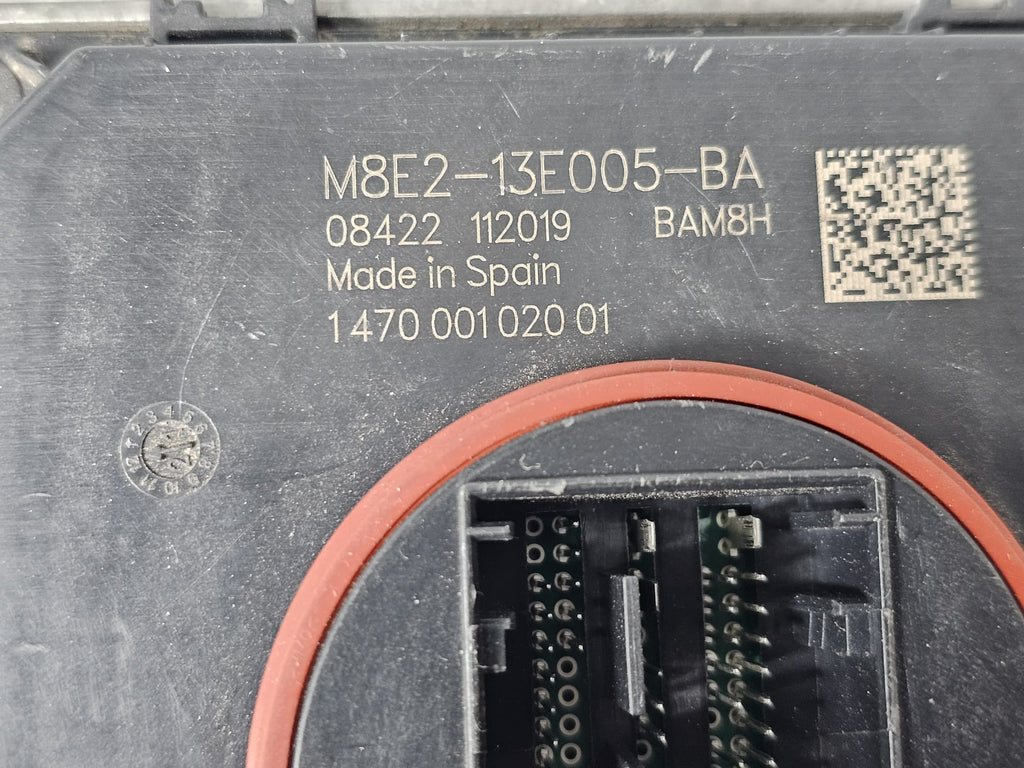 M8E2-13E005-BA
08422 112019 BAM8H
Made in Spain
1 470 001 020 01